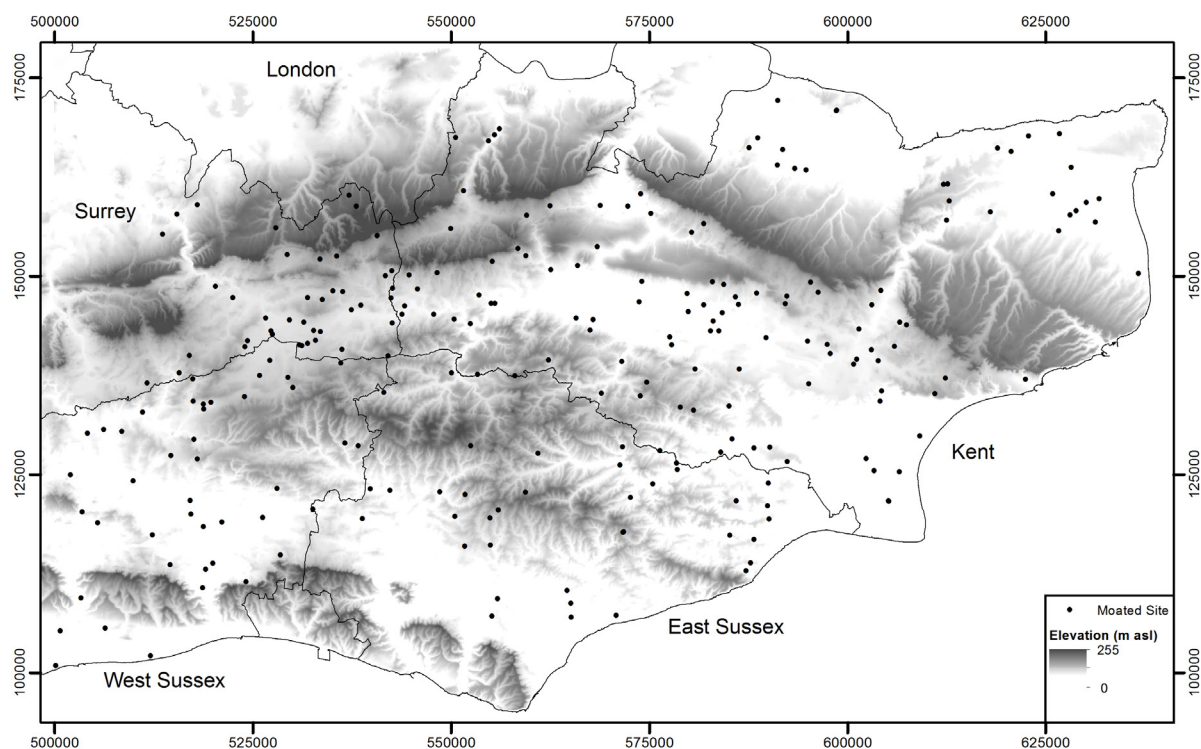 500000 525000 550000 575000 600000 625000
175000 175000
London
Surrey
150000 150000
Kent
125000 125000
Moated Site
East Sussex
Elevation (m asl)
255
0
West Sussex
100000 100000
500000 525000 550000 575000 600000 625000